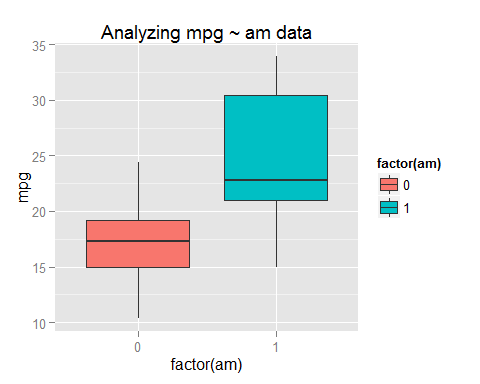 Analyzing mpg ~ am data
35
30
25
20
15
10
mpg
0
1
factor(am)
factor(am)
0
1